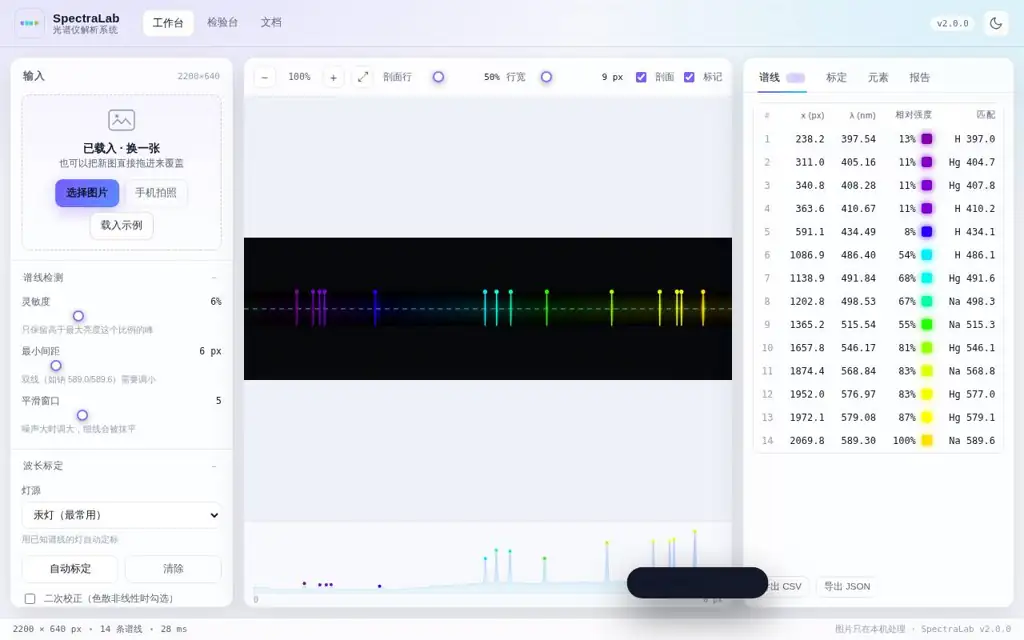 SpectraLab
光谱仪解析系统
工作台 检验台 文档
v2.0.0
输入 2200×640
已载入 · 换一张
也可以把新图直接拖进来覆盖
选择图片 手机拍照
载入示例
谱线检测 −
灵敏度 6%
只保留高于最大亮度这个比例的峰
最小间距 6 px
双线（如钠 589.0/589.6）需要调小
平滑窗口 5
噪声大时调大，细线会被抹平
波长标定 −
灯源
汞灯（最常用）
用已知谱线的灯自动定标
自动标定 清除
二次校正（色散非线性时勾选）
− 100% + 剖面行 50% 行宽 9 px 剖面 标记
0
谱线 标定 元素 报告
# x (px) λ (nm) 相对强度 匹配
1 238.2 397.54 13% H 397.0
2 311.0 405.16 11% Hg 404.7
3 340.8 408.28 11% Hg 407.8
4 363.6 410.67 11% H 410.2
5 591.1 434.49 8% H 434.1
6 1086.9 486.40 54% H 486.1
7 1138.9 491.84 68% Hg 491.6
8 1202.8 498.53 67% Na 498.3
9 1365.2 515.54 55% Na 515.3
10 1657.8 546.17 81% Hg 546.1
11 1874.4 568.84 83% Na 568.8
12 1952.0 576.97 83% Hg 577.0
13 1972.1 579.08 87% Hg 579.1
14 2069.8 589.30 100% Na 589.6
出 CSV 导出 JSON
2200 × 640 px · 14 条谱线 · 28 ms
图片只在本机处理 · SpectraLab v2.0.0